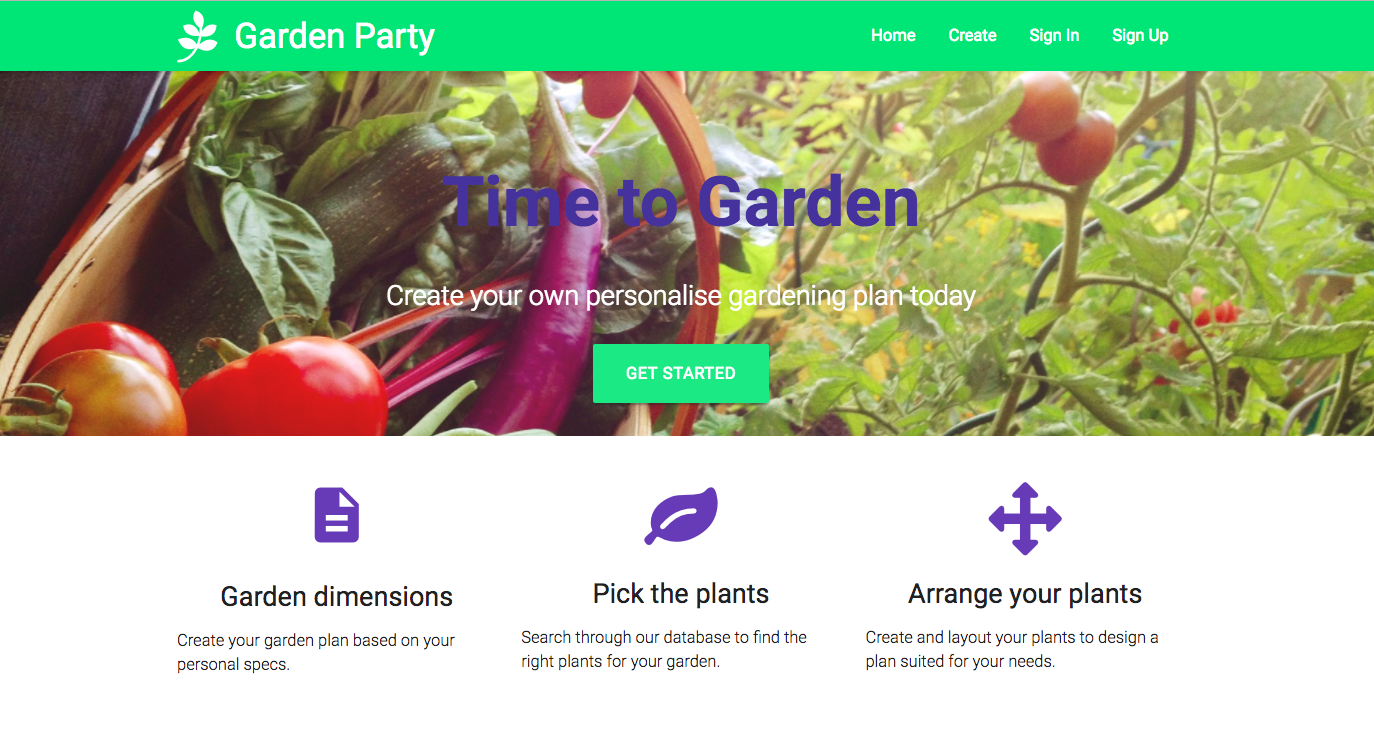 Garden Party
Home Create Sign In Sign Up
Time to Garden
Create your own personalise gardening plan today
GET STARTED
Garden dimensions
Create your garden plan based on your
personal specs.
Pick the plants
Search through our database to find the
right plants for your garden.
Arrange your plants
Create and layout your plants to design a
plan suited for your needs.